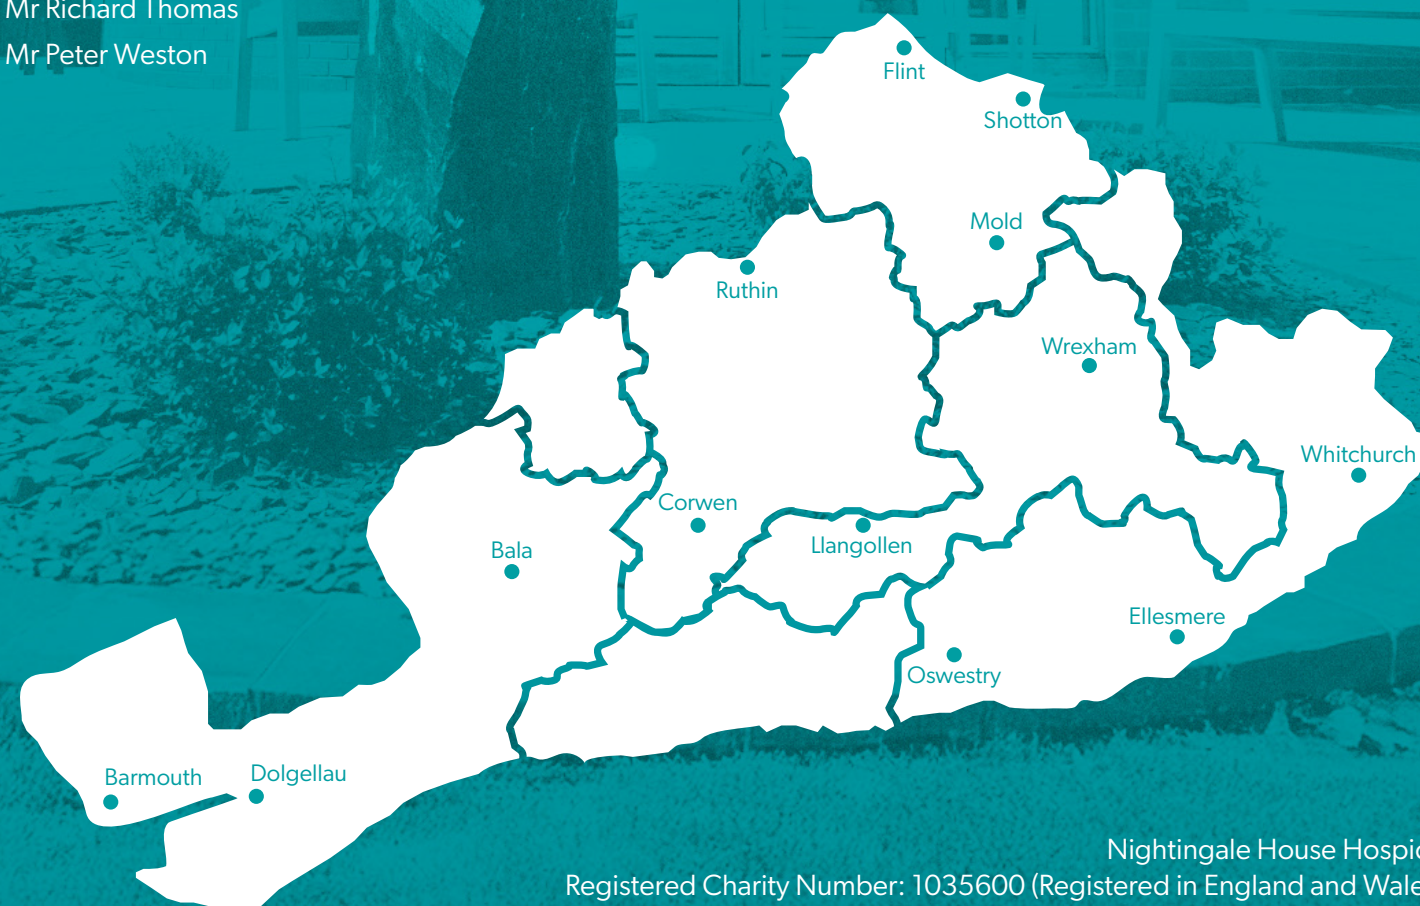 Mr Richard Thomas
Mr Peter Weston
Flint
Shotton
Mold
Ruthin
Wrexham
Whitchurch
Corwen
Llangollen
Bala
Ellesmere
Oswestry
Barmouth
Dolgellau
Nightingale House Hospic
Registered Charity Number: 1035600 (Registered in England and Wale